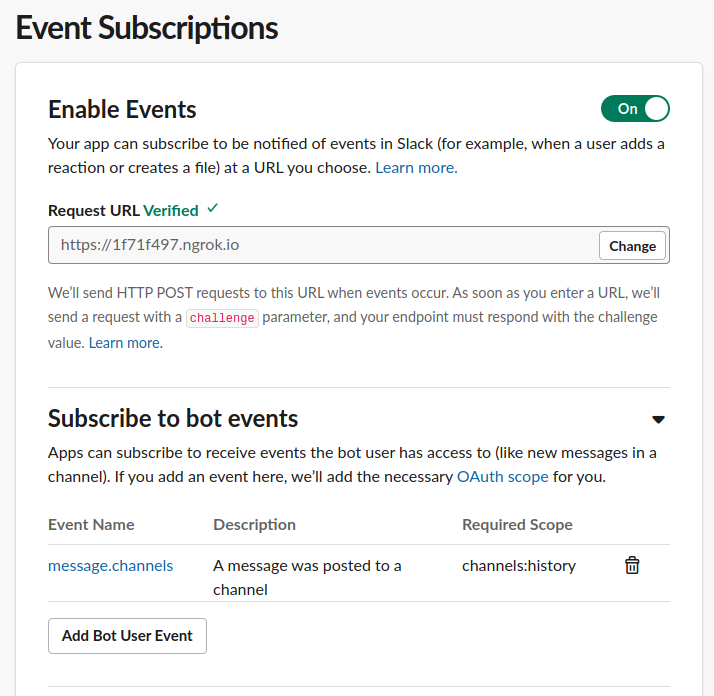 Event Subscriptions
Enable Events
On
Your app can subscribe to be notified of events in Slack (for example, when a user adds a
reaction or creates a file) at a URL you choose. Learn more.
Request URL Verified ✓
https://1f71f497.ngrok.io
Change
We’ll send HTTP POST requests to this URL when events occur. As soon as you enter a URL, we’ll
send a request with a challenge parameter, and your endpoint must respond with the challenge
value. Learn more.
Subscribe to bot events
Apps can subscribe to receive events the bot user has access to (like new messages in a
channel). If you add an event here, we’ll add the necessary OAuth scope for you.
Event Name Description Required Scope
message.channels A message was posted to a channels:history
channel
Add Bot User Event